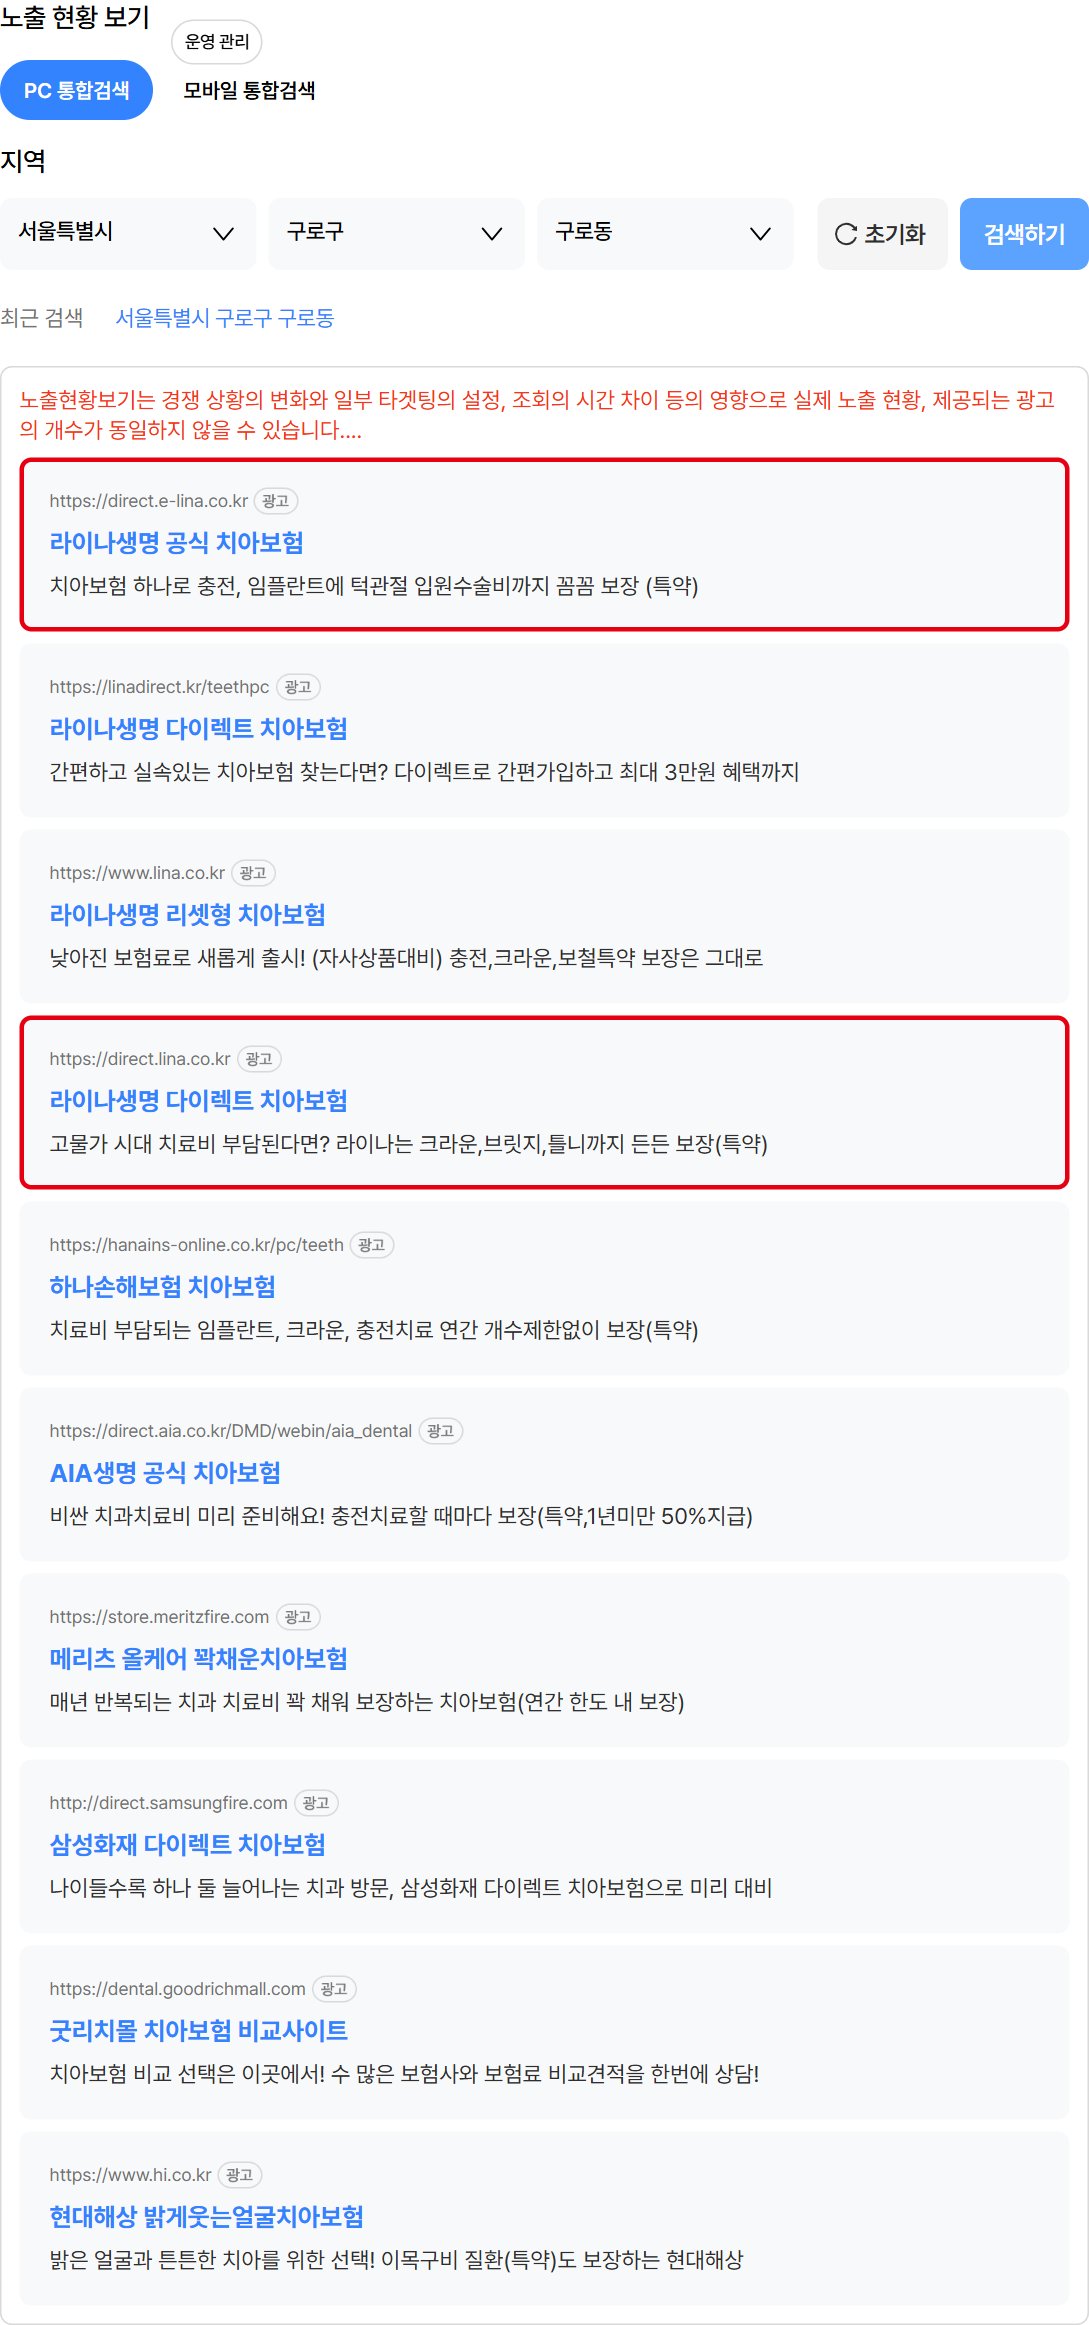 노출 현황 보기
운영 관리
PC 통합검색
모바일 통합검색
지역
서울특별시
구로구
구로동
초기화
검색하기
최근 검색 서울특별시 구로구 구로동
노출현황보기는 경쟁 상황의 변화와 일부 타겟팅의 설정, 조회의 시간 차이 등의 영향으로 실제 노출 현황, 제공되는 광고
의 개수가 동일하지 않을 수 있습니다....
https://direct.e-lina.co.kr 광고
라이나생명 공식 치아보험
치아보험 하나로 충전, 임플란트에 턱관절 입원수술비까지 꼼꼼 보장 (특약)
https://linadirect.kr/teethpc 광고
라이나생명 다이렉트 치아보험
간편하고 실속있는 치아보험 찾는다면? 다이렉트로 간편가입하고 최대 3만원 혜택까지
https://www.lina.co.kr 광고
라이나생명 리셋형 치아보험
낮아진 보험료로 새롭게 출시! (자사상품대비) 충전,크라운,보철특약 보장은 그대로
https://direct.lina.co.kr 광고
라이나생명 다이렉트 치아보험
고물가 시대 치료비 부담된다면? 라이나는 크라운,브릿지,틀니까지 든든 보장(특약)
https://hanains-online.co.kr/pc/teeth 광고
하나손해보험 치아보험
치료비 부담되는 임플란트, 크라운, 충전치료 연간 개수제한없이 보장(특약)
https://direct.aia.co.kr/DMD/webin/aia_dental 광고
AIA생명 공식 치아보험
비싼 치과치료비 미리 준비해요! 충전치료할 때마다 보장(특약,1년미만 50%지급)
https://store.meritzfire.com 광고
메리츠 올케어 꽉채운치아보험
매년 반복되는 치과 치료비 꽉 채워 보장하는 치아보험(연간 한도 내 보장)
http://direct.samsungfire.com 광고
삼성화재 다이렉트 치아보험
나이들수록 하나 둘 늘어나는 치과 방문, 삼성화재 다이렉트 치아보험으로 미리 대비
https://dental.goodrichmall.com 광고
굿리치몰 치아보험 비교사이트
치아보험 비교 선택은 이곳에서! 수 많은 보험사와 보험료 비교견적을 한번에 상담!
https://www.hi.co.kr 광고
현대해상 밝게웃는얼굴치아보험
밝은 얼굴과 튼튼한 치아를 위한 선택! 이목구비 질환(특약)도 보장하는 현대해상